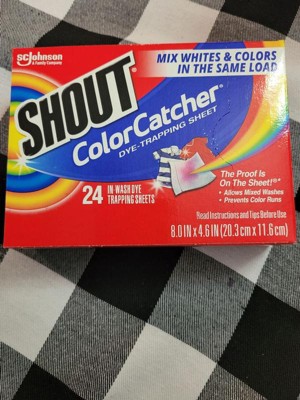 SCJohnson
A Family Company
MIX WHITES & COLORS
IN THE SAME LOAD
SHOUT®
ColorCatcher®
DYE-TRAPPING SHEET
24 IN-WASH DYE
TRAPPING SHEETS
The Proof Is
On The Sheet!®*
• Allows Mixed Washes
• Prevents Color Runs
Read Instructions and Tips Before Use
8.0 IN x 4.6 IN (20.3 cm x 11.6 cm)